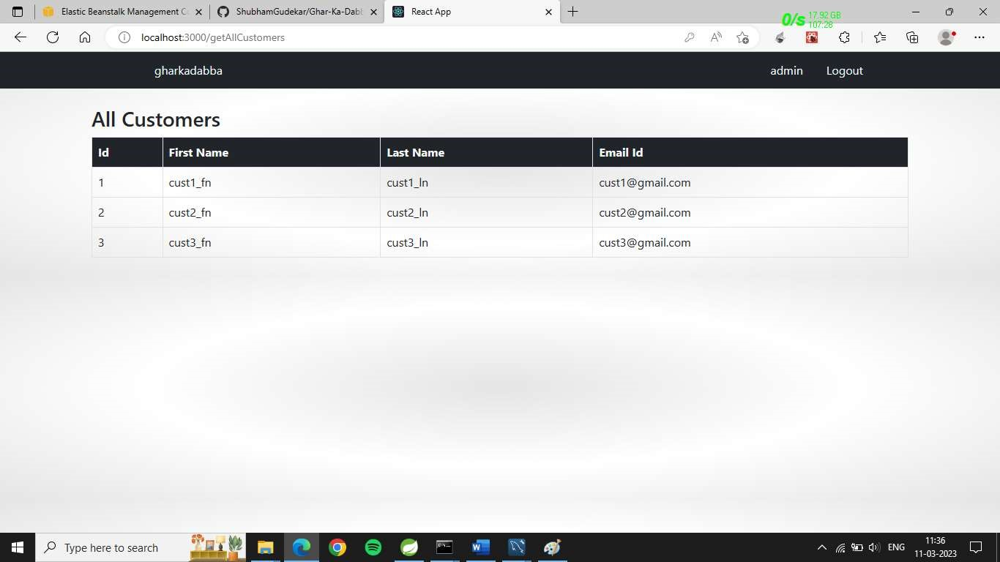 Elastic Beanstalk Management Co
ShubhamGudekar/Ghar-Ka-Dabb
React App
0/s 17.92 GB
107:28
localhost:3000/getAllCustomers
gharkadabba admin Logout
All Customers
Id First Name Last Name Email Id
1 cust1_fn cust1_ln cust1@gmail.com
2 cust2_fn cust2_ln cust2@gmail.com
3 cust3_fn cust3_ln cust3@gmail.com
Type here to search
ENG
11:36
11-03-2023